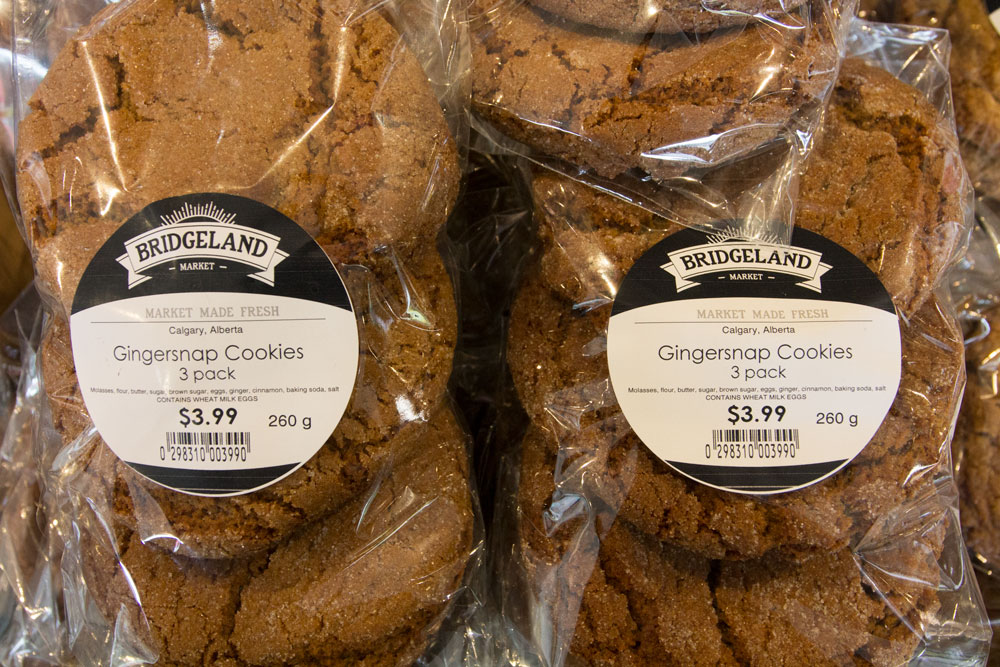 BRIDGELAND
— MARKET —
MARKET MADE FRESH
Calgary, Alberta
Gingersnap Cookies
3 pack
Molasses, flour, butter, sugar, brown sugar, eggs, ginger, cinnamon, baking soda, salt
CONTAINS WHEAT MILK EGGS
$3.99 260 g
0 298310 003990
BRIDGELAND
— MARKET —
MARKET MADE FRESH
Calgary, Alberta
Gingersnap Cookies
3 pack
Molasses, flour, butter, sugar, brown sugar, eggs, ginger, cinnamon, baking soda, salt
CONTAINS WHEAT MILK EGGS
$3.99 260 g
0 298310 003990